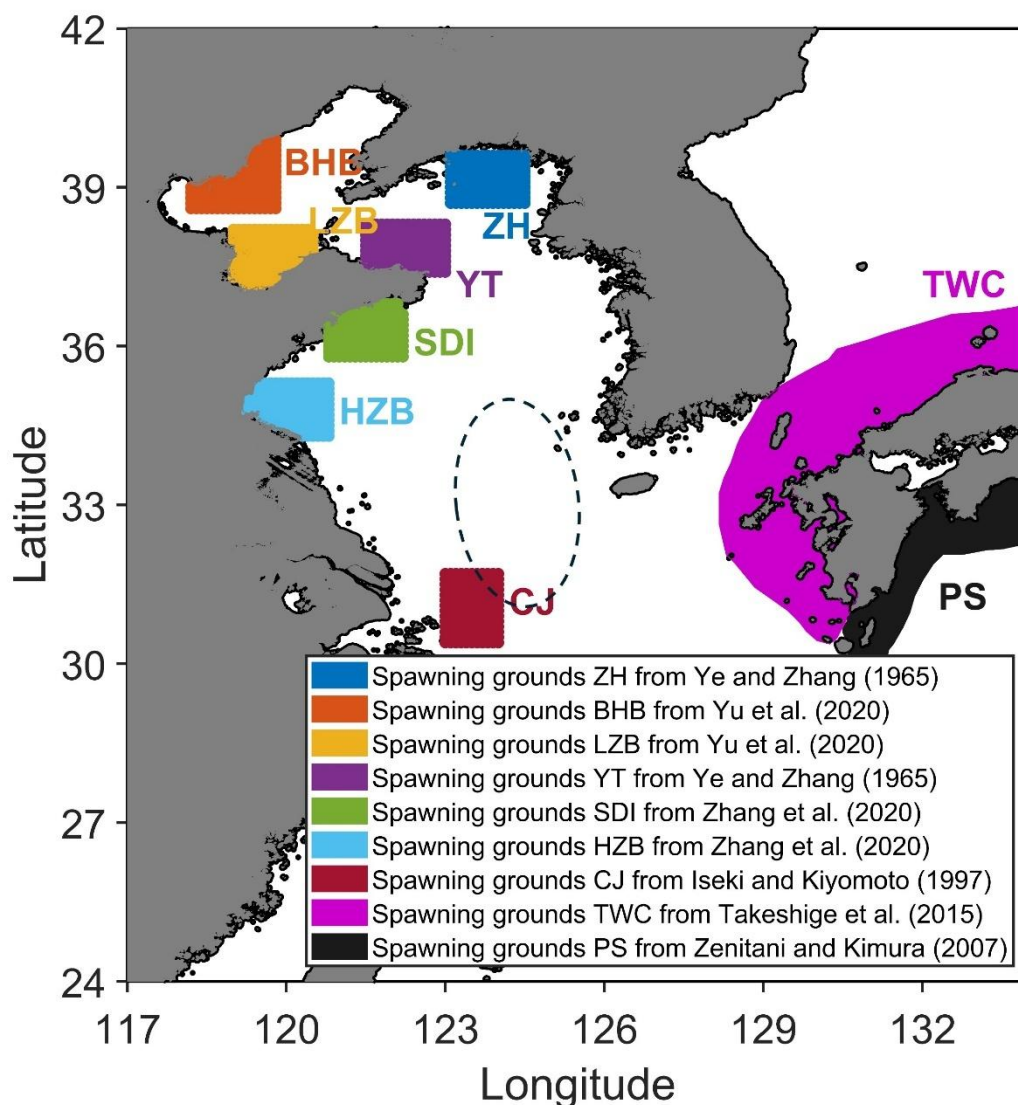 42
39
36
33
30
27
24
Latitude
117 120 123 126 129 132
Longitude
BHB
LZB
ZH
YT
SDI
HZB
CJ
TWC
PS
Spawning grounds ZH from Ye and Zhang (1965)
Spawning grounds BHB from Yu et al. (2020)
Spawning grounds LZB from Yu et al. (2020)
Spawning grounds YT from Ye and Zhang (1965)
Spawning grounds SDI from Zhang et al. (2020)
Spawning grounds HZB from Zhang et al. (2020)
Spawning grounds CJ from Iseki and Kiyomoto (1997)
Spawning grounds TWC from Takeshige et al. (2015)
Spawning grounds PS from Zenitani and Kimura (2007)